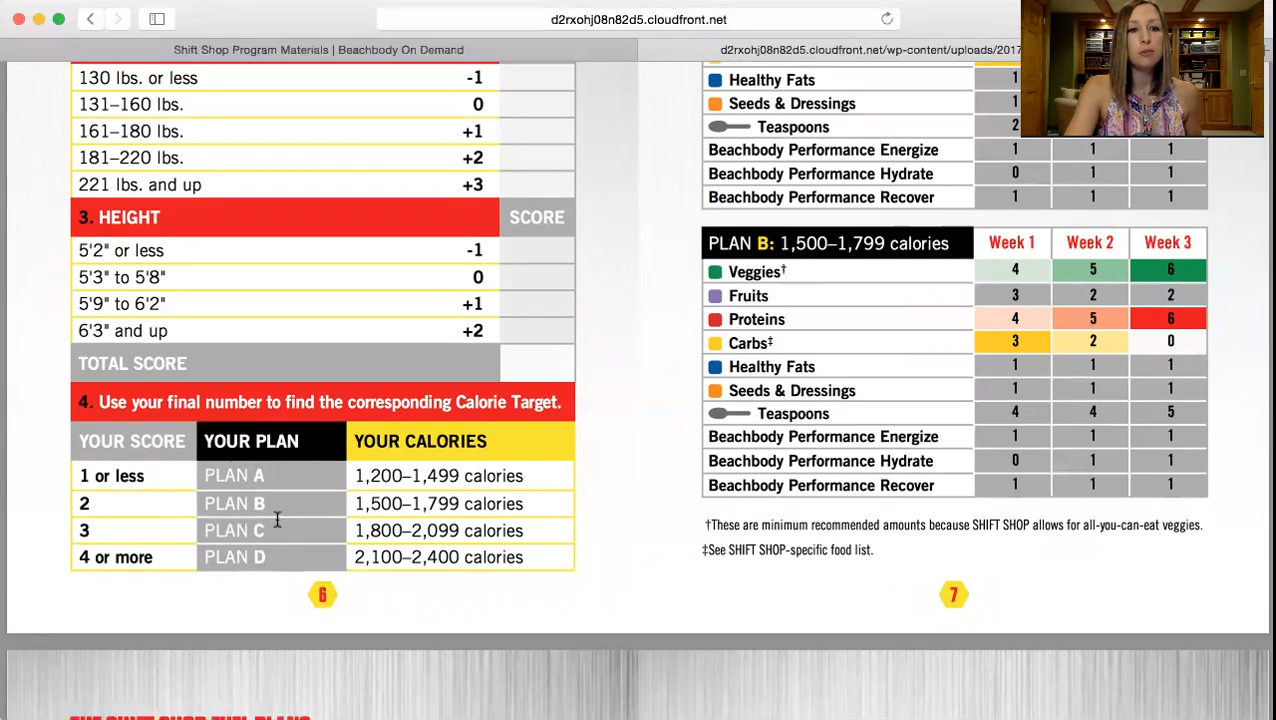 d2rxohj08n82d5.cloudfront.net
Shift Shop Program Materials | Beachbody On Demand
d2rxohj08n82d5.cloudfront.net/wp-content/uploads/2017
130 lbs. or less -1
131–160 lbs. 0
161–180 lbs. +1
181–220 lbs. +2
221 lbs. and up +3
3. HEIGHT SCORE
5'2" or less -1
5'3" to 5'8" 0
5'9" to 6'2" +1
6'3" and up +2
TOTAL SCORE
4. Use your final number to find the corresponding Calorie Target.
YOUR SCORE YOUR PLAN YOUR CALORIES
1 or less PLAN A 1,200–1,499 calories
2 PLAN B 1,500–1,799 calories
3 PLAN C 1,800–2,099 calories
4 or more PLAN D 2,100–2,400 calories
6
Healthy Fats 1
Seeds & Dressings 1
Teaspoons 2
Beachbody Performance Energize 1 1 1
Beachbody Performance Hydrate 0 1 1
Beachbody Performance Recover 1 1 1
PLAN B: 1,500–1,799 calories Week 1 Week 2 Week 3
Veggies† 4 5 6
Fruits 3 2 2
Proteins 4 5 6
Carbs‡ 3 2 0
Healthy Fats 1 1 1
Seeds & Dressings 1 1 1
Teaspoons 4 4 5
Beachbody Performance Energize 1 1 1
Beachbody Performance Hydrate 0 1 1
Beachbody Performance Recover 1 1 1
†These are minimum recommended amounts because SHIFT SHOP allows for all-you-can-eat veggies.
‡See SHIFT SHOP-specific food list.
7
THE SHIFT SHOP FUEL PLANS